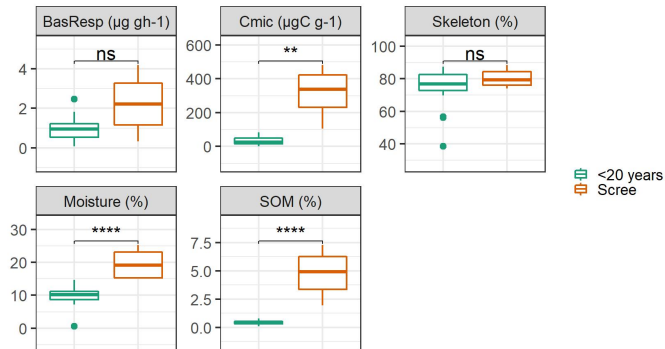 BasResp (µg gh-1)
Cmic (µgC g-1)
Skeleton (%)
ns
**
ns
4
2
0
600
400
200
0
100
80
60
40
<20 years
Scree
Moisture (%)
SOM (%)
****
****
30
20
10
0
7.5
5.0
2.5
0.0